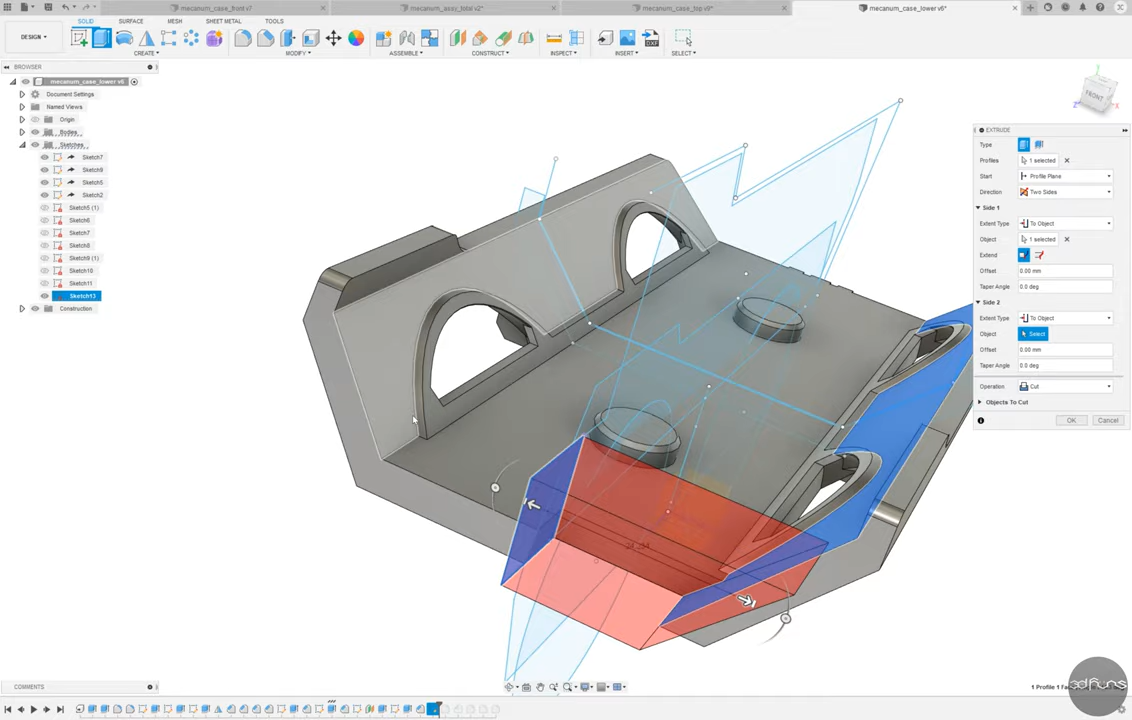 mecanum_case_front v7
mecanum_assy_total v2*
mecanum_case_top v9*
mecanum_case_lower v6*
SOLID
SURFACE
MESH
SHEET METAL
TOOLS
DESIGN
CREATE
MODIFY
ASSEMBLE
CONSTRUCT
INSPECT
INSERT
SELECT
BROWSER
mecanum_case_lower v6
Document Settings
Named Views
Origin
Bodies
Sketches
Sketch7
Sketch9
Sketch5
Sketch2
Sketch5 (1)
Sketch6
Sketch7
Sketch8
Sketch9 (1)
Sketch10
Sketch11
Sketch13
Construction
FRONT
EXTRUDE
Type
Profiles
1 selected
Start
Profile Plane
Direction
Two Sides
Side 1
Extent Type
To Object
Object
1 selected
Extend
Offset
0.00 mm
Taper Angle
0.0 deg
Side 2
Extent Type
To Object
Object
Select
Offset
0.00 mm
Taper Angle
0.0 deg
Operation
Cut
Objects To Cut
OK
Cancel
COMMENTS